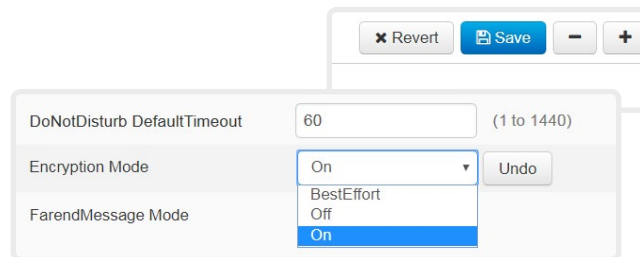 ✖ Revert Save − +
DoNotDisturb DefaultTimeout 60 (1 to 1440)
Encryption Mode On Undo
BestEffort
FarendMessage Mode Off
On